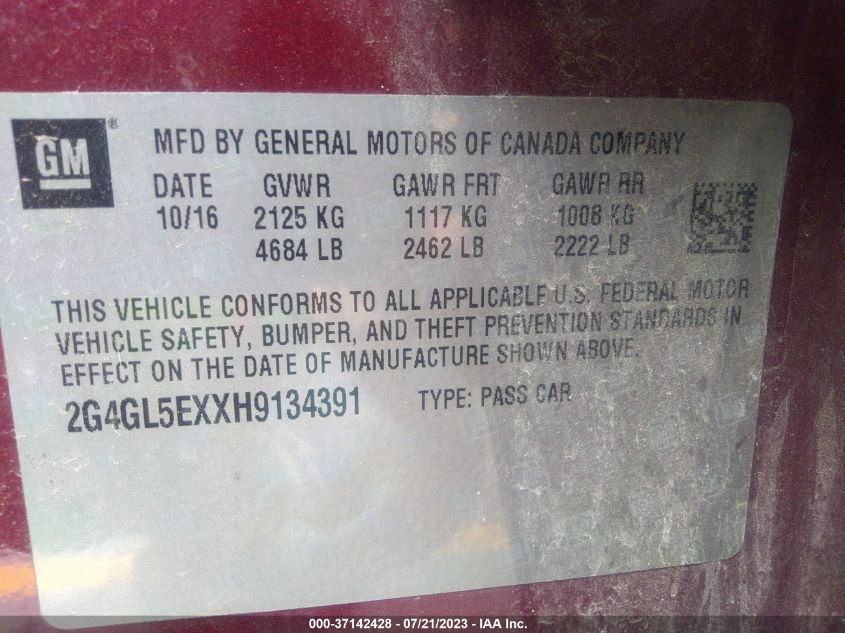 GM ®
MFD BY GENERAL MOTORS OF CANADA COMPANY
DATE GVWR GAWR FRT GAWR RR
10/16 2125 KG 1117 KG 1008 KG
4684 LB 2462 LB 2222 LB
THIS VEHICLE CONFORMS TO ALL APPLICABLE U.S. FEDERAL MOTOR
VEHICLE SAFETY, BUMPER, AND THEFT PREVENTION STANDARDS IN
EFFECT ON THE DATE OF MANUFACTURE SHOWN ABOVE.
2G4GL5EXXH9134391 TYPE: PASS CAR
000-37142428 - 07/21/2023 - IAA Inc.